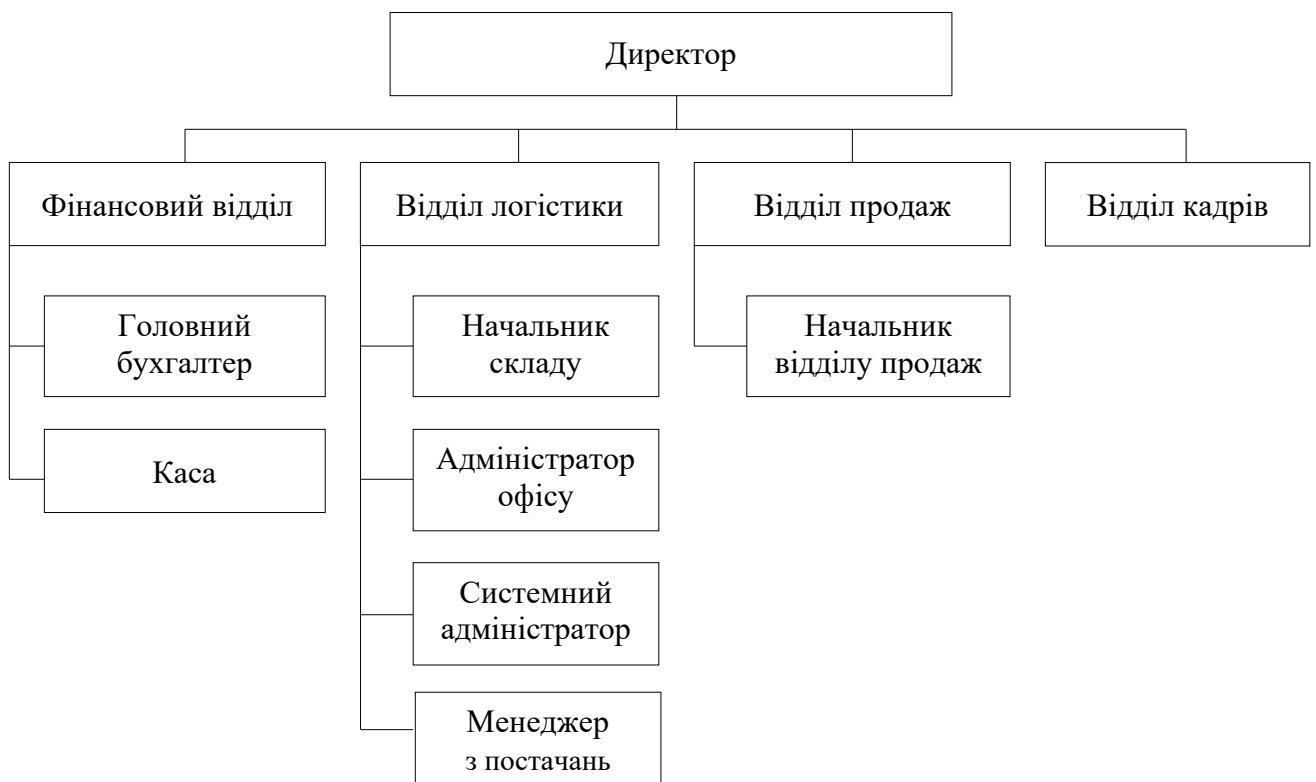 Директор
Фінансовий відділ
Відділ логістики
Відділ продаж
Відділ кадрів
Головний
бухгалтер
Каса
Начальник
складу
Адміністратор
офісу
Системний
адміністратор
Менеджер
з постачань
Начальник
відділу продаж